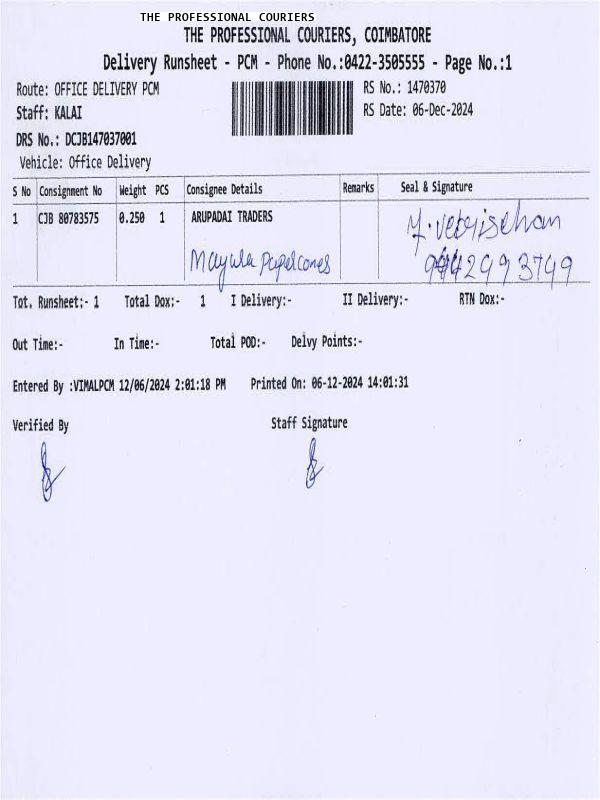 THE PROFESSIONAL COURIERS
THE PROFESSIONAL COURIERS, COIMBATORE
Delivery Runsheet - PCM - Phone No.:0422-3505555 - Page No.:1
Route: OFFICE DELIVERY PCM
RS No.: 1470370
Staff: KALAI
RS Date: 06-Dec-2024
DRS No.: DCJB147037001
Vehicle: Office Delivery
S No Consignment No Weight PCS Consignee Details Remarks Seal & Signature
1 CJB 80783575 0.250 1 ARUPADAI TRADERS
Tot. Runsheet:- 1 Total Dox:- 1 I Delivery:- II Delivery:- RTN Dox:-
Out Time:- In Time:- Total POD:- Delvy Points:-
Entered By :VIMALPCM 12/06/2024 2:01:18 PM Printed On: 06-12-2024 14:01:31
Verified By Staff Signature